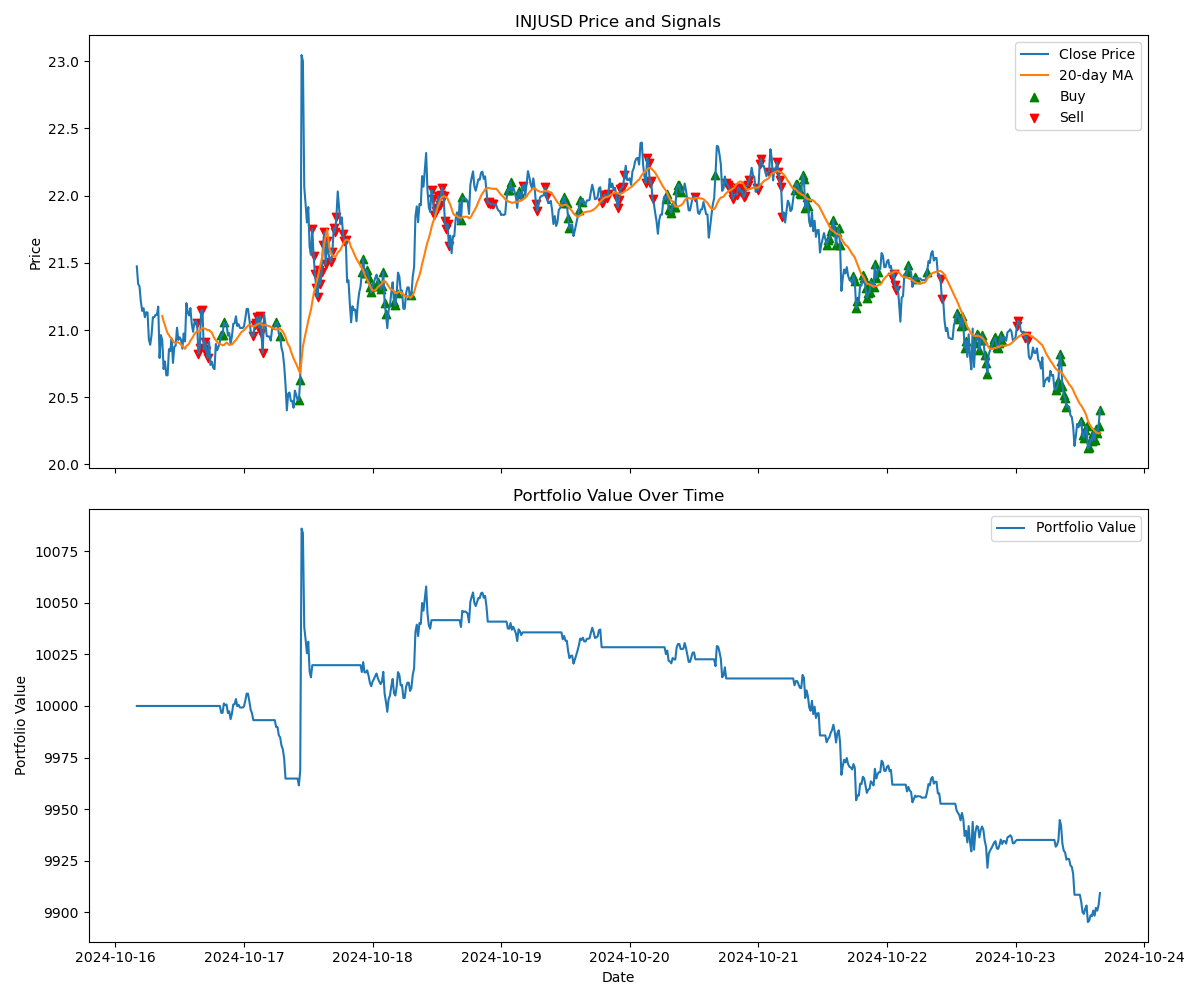 INJUSD Price and Signals
Close Price
20-day MA
Buy
Sell
23.0
22.5
22.0
21.5
21.0
20.5
20.0
Price
Portfolio Value Over Time
Portfolio Value
10075
10050
10025
10000
9975
9950
9925
9900
Portfolio Value
2024-10-16 2024-10-17 2024-10-18 2024-10-19 2024-10-20 2024-10-21 2024-10-22 2024-10-23 2024-10-24
Date